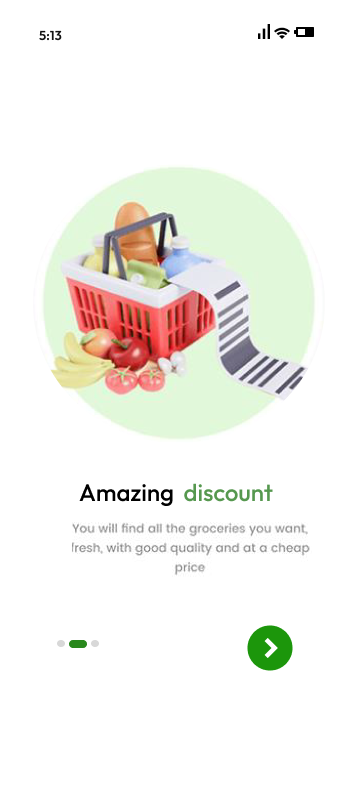 5:13
Amazing discount
You will find all the groceries you want,
fresh, with good quality and at a cheap
price